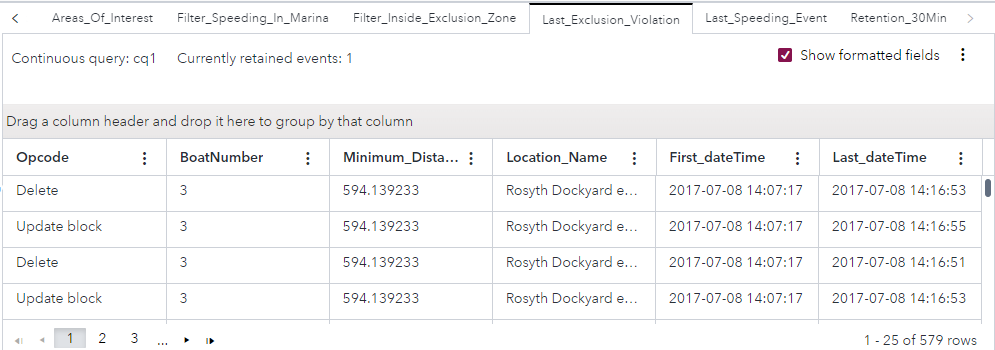 Areas_Of_Interest Filter_Speeding_In_Marina Filter_Inside_Exclusion_Zone Last_Exclusion_Violation Last_Speeding_Event Retention_30Min
Continuous query: cq1 Currently retained events: 1 Show formatted fields
Drag a column header and drop it here to group by that column
Opcode BoatNumber Minimum_Dista... Location_Name First_dateTime Last_dateTime
Delete 3 594.139233 Rosyth Dockyard e... 2017-07-08 14:07:17 2017-07-08 14:16:53
Update block 3 594.139233 Rosyth Dockyard e... 2017-07-08 14:07:17 2017-07-08 14:16:55
Delete 3 594.139233 Rosyth Dockyard e... 2017-07-08 14:07:17 2017-07-08 14:16:51
Update block 3 594.139233 Rosyth Dockyard e... 2017-07-08 14:07:17 2017-07-08 14:16:53
1 2 3 ... 1 - 25 of 579 rows